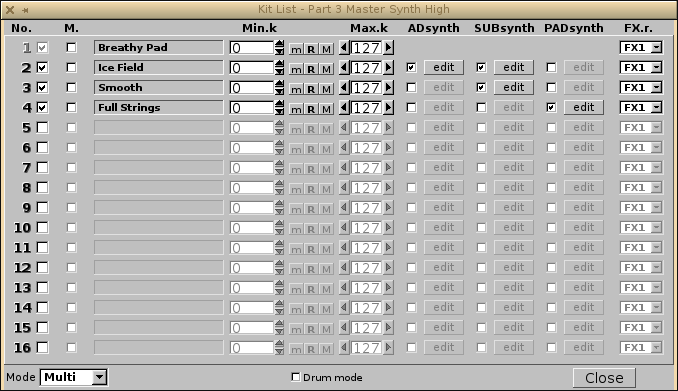 Kit List - Part 3 Master Synth High
No. M. Min.k Max.k ADsynth SUBsynth PADsynth FX.r.
1 Breathy Pad 0 m R M 127 FX1
2 Ice Field 0 m R M 127 edit edit edit FX1
3 Smooth 0 m R M 127 edit edit edit FX1
4 Full Strings 0 m R M 127 edit edit edit FX1
5 0 m R M 127 edit edit edit FX1
6 0 m R M 127 edit edit edit FX1
7 0 m R M 127 edit edit edit FX1
8 0 m R M 127 edit edit edit FX1
9 0 m R M 127 edit edit edit FX1
10 0 m R M 127 edit edit edit FX1
11 0 m R M 127 edit edit edit FX1
12 0 m R M 127 edit edit edit FX1
13 0 m R M 127 edit edit edit FX1
14 0 m R M 127 edit edit edit FX1
15 0 m R M 127 edit edit edit FX1
16 0 m R M 127 edit edit edit FX1
Mode Multi Drum mode Close